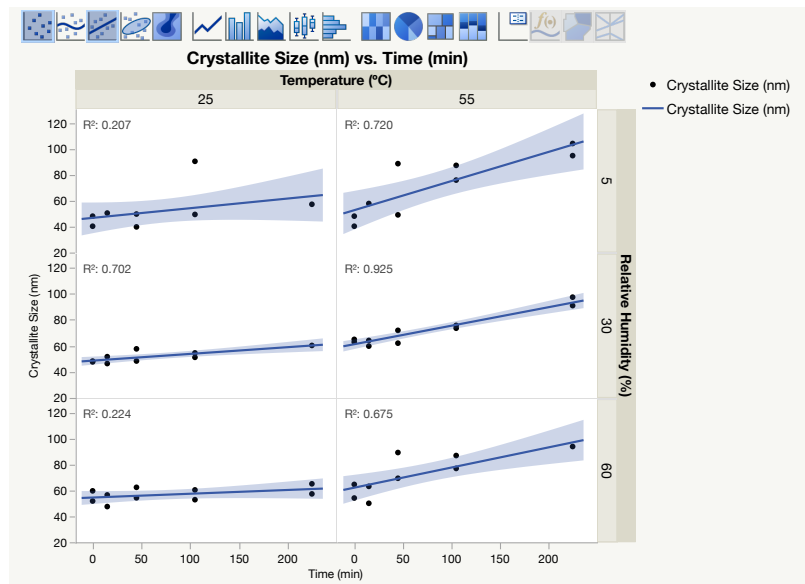 f(x)
Crystallite Size (nm) vs. Time (min)
Temperature (ºC)
25
55
Crystallite Size (nm)
Crystallite Size (nm)
R²: 0.207
R²: 0.720
120
100
80
60
40
20
5
R²: 0.702
R²: 0.925
120
100
80
60
40
20
30
R²: 0.224
R²: 0.675
120
100
80
60
40
20
60
Crystallite Size (nm)
Relative Humidity (%)
0 50 100 150 200
0 50 100 150 200
Time (min)